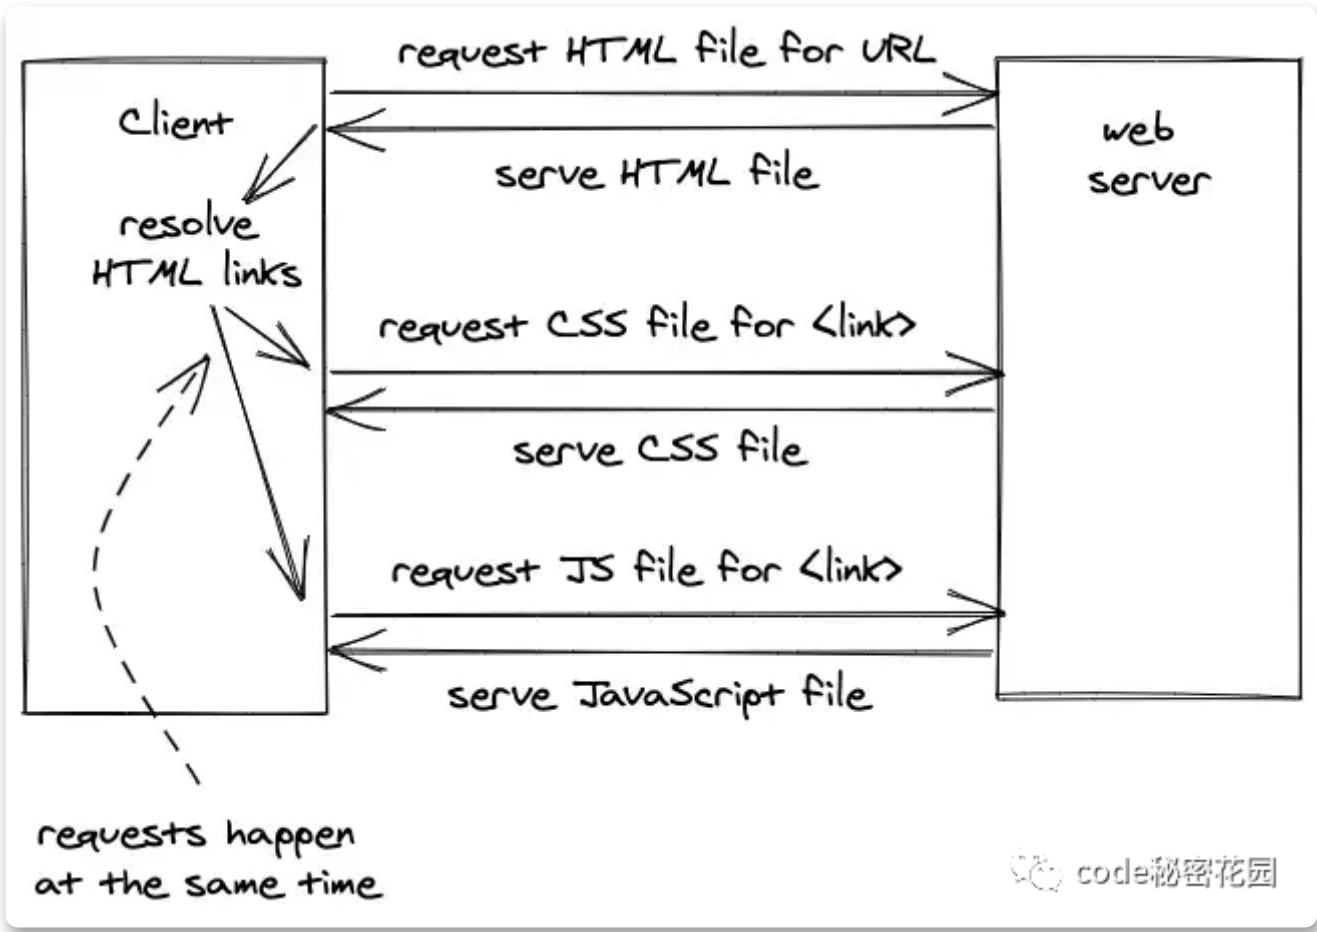 request HTML file for URL
Client
web
server
serve HTML file
resolve
HTML links
request CSS file for <link>
serve CSS file
request JS file for <link>
serve JavaScript file
requests happen
at the same time
code秘密花园